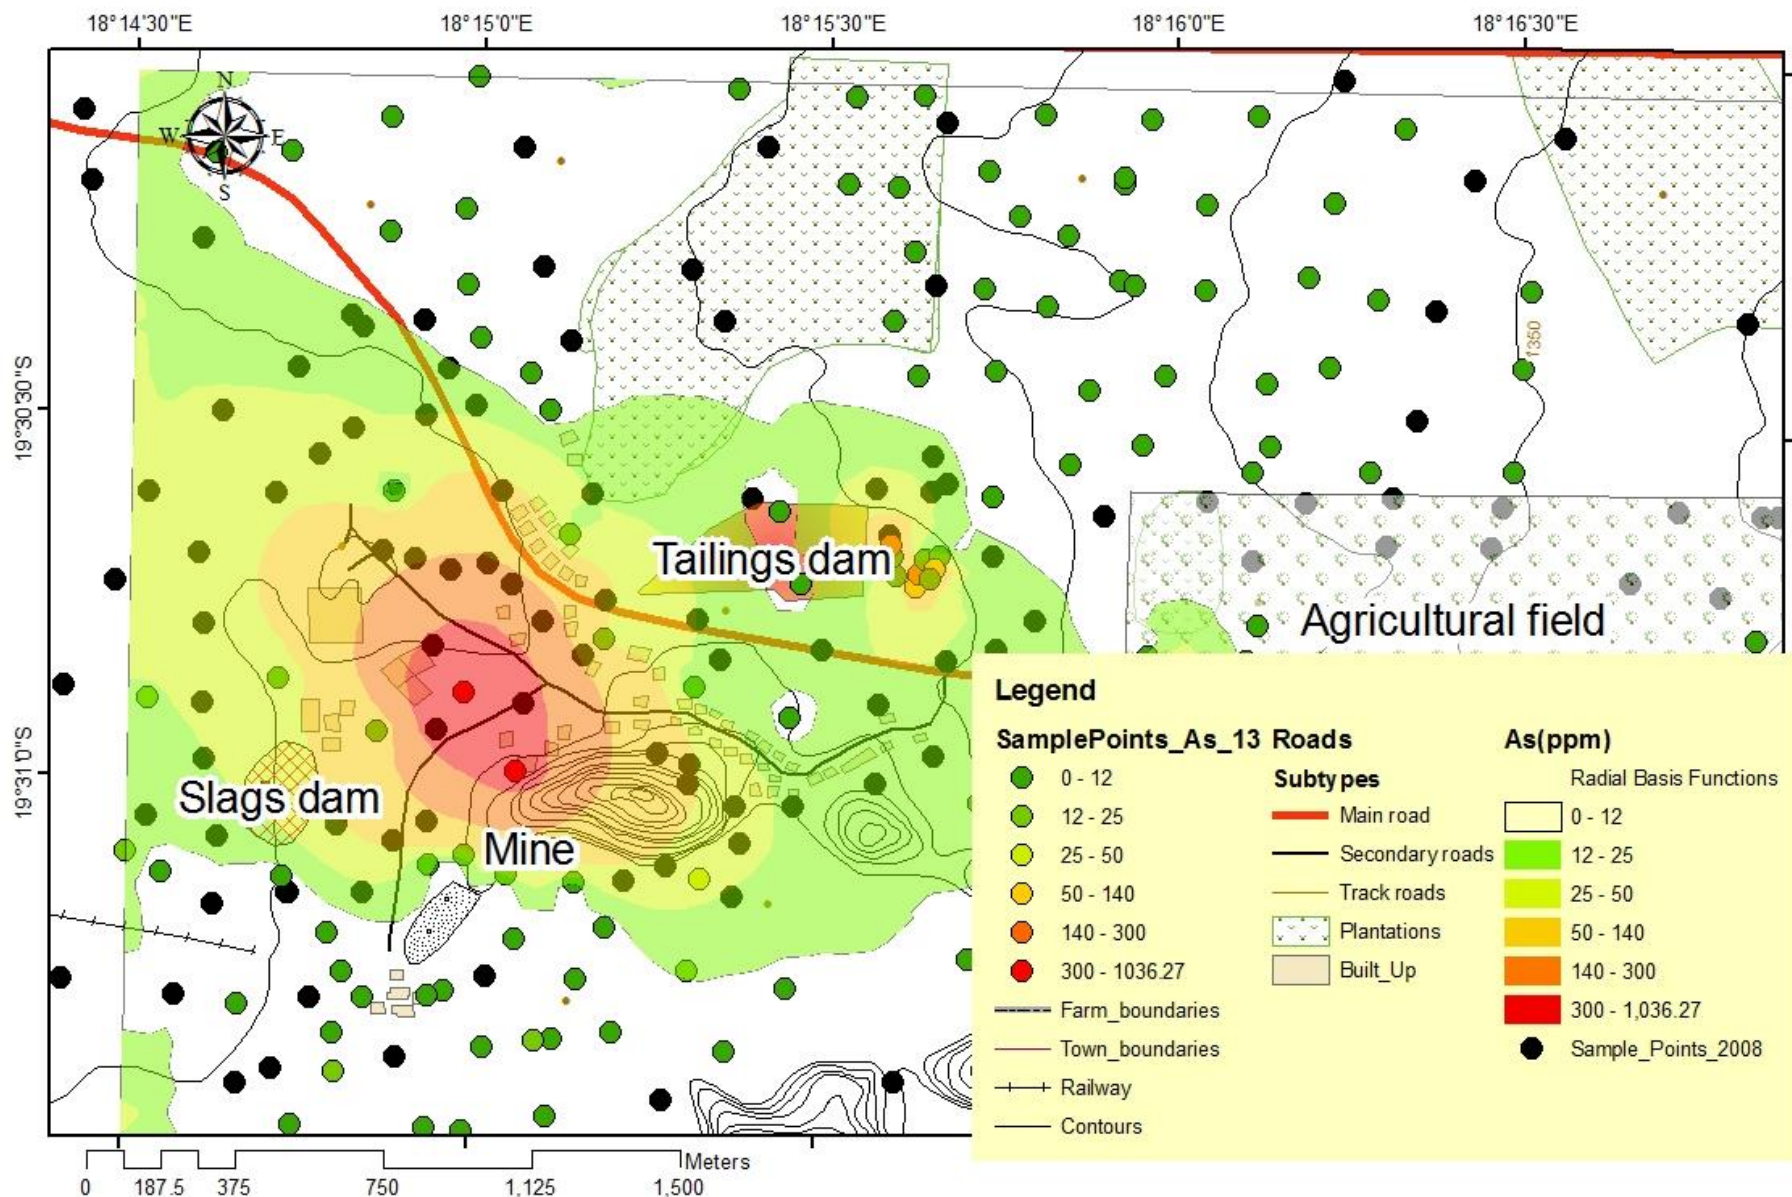 18°14'30"E 18°15'0"E 18°15'30"E 18°16'0"E 18°16'30"E
N
W E
S
1350
19°30'30"S
Tailings dam
Agricultural field
19°31'0"S
Slags dam
Mine
Legend
SamplePoints_As_13
0 - 12
12 - 25
25 - 50
50 - 140
140 - 300
300 - 1036.27
Farm_boundaries
Town_boundaries
Railway
Contours
Roads
Subtypes
Main road
Secondary roads
Track roads
Plantations
Built_Up
As(ppm)
Radial Basis Functions
0 - 12
12 - 25
25 - 50
50 - 140
140 - 300
300 - 1,036.27
Sample_Points_2008
Meters
0 187.5 375 750 1,125 1,500